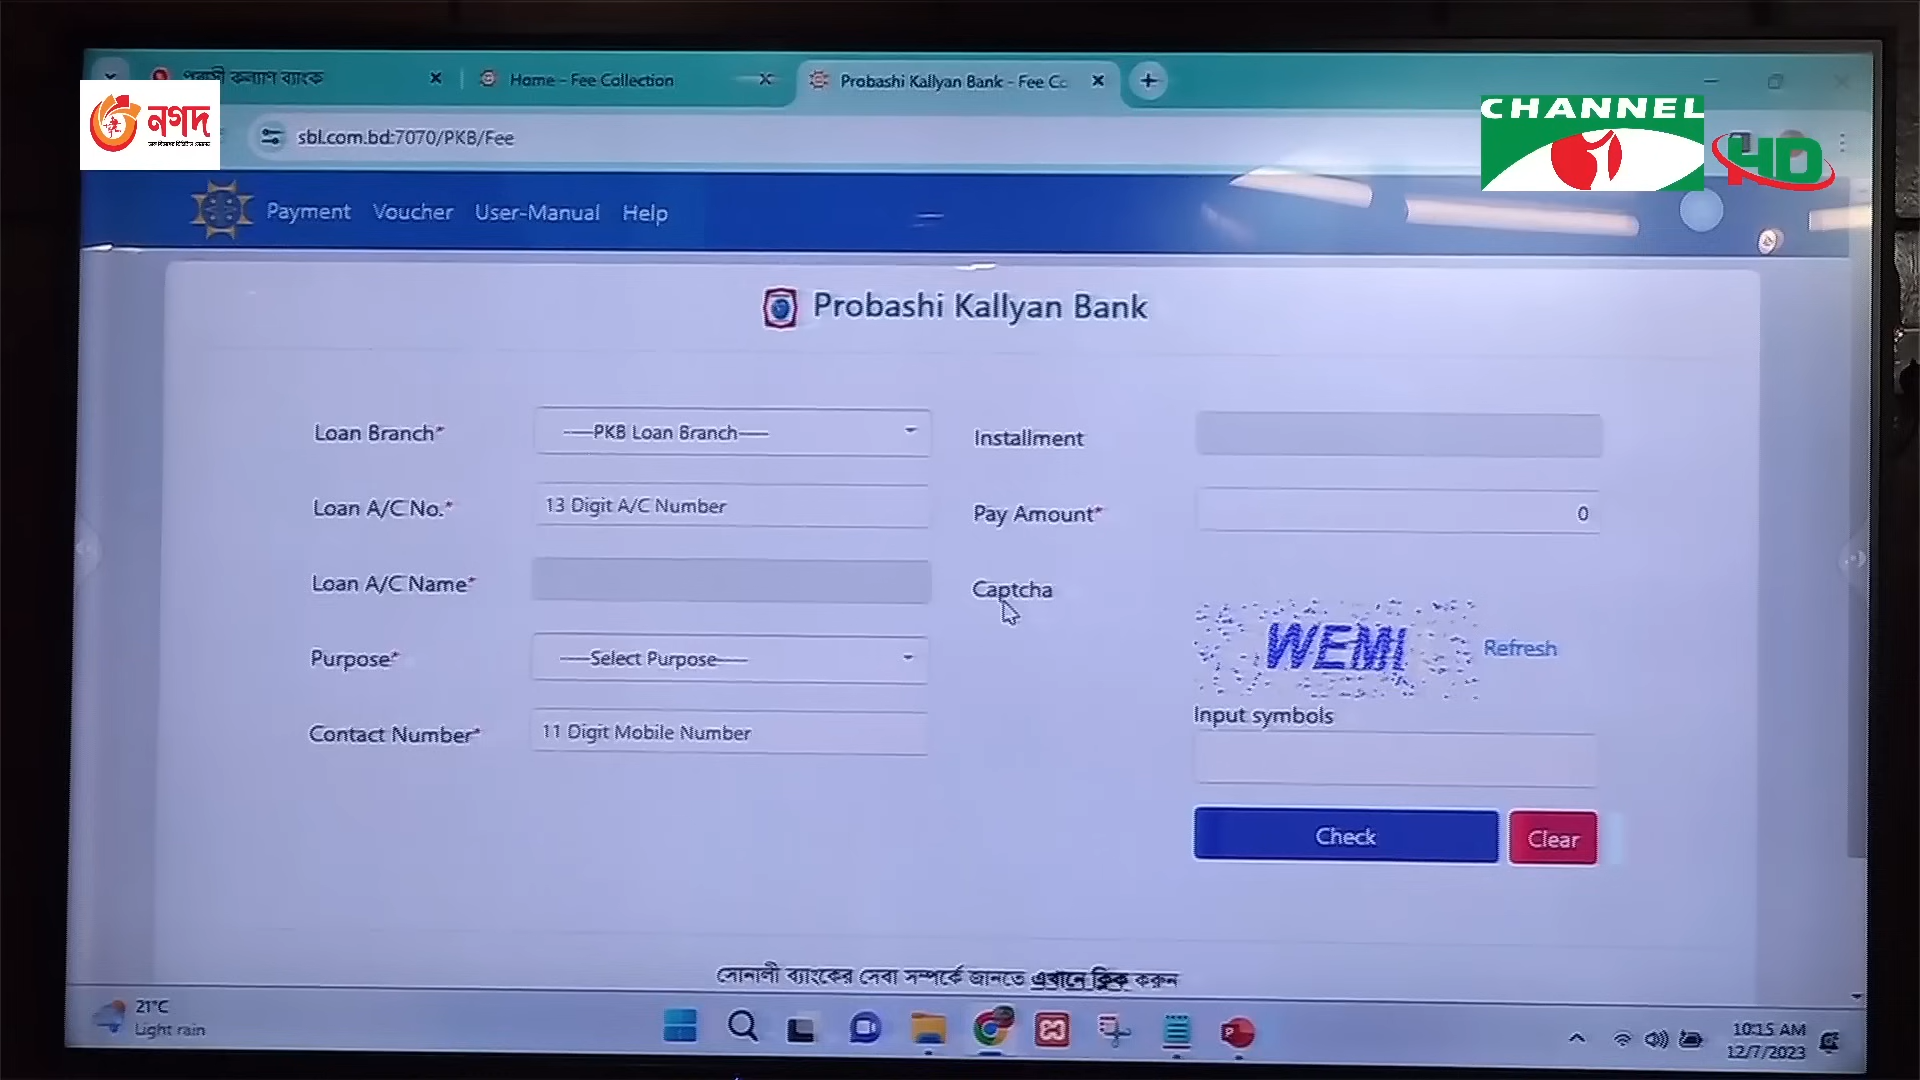 প্রবাসী কল্যাণ ব্যাংক
Home - Fee Collection
Probashi Kallyan Bank - Fee Co
নগদ
sbl.com.bd:7070/PKB/Fee
CHANNEL
HD
Payment Voucher User-Manual Help
Probashi Kallyan Bank
Loan Branch* -----PKB Loan Branch-----
Installment
Loan A/C No.* 13 Digit A/C Number
Pay Amount* 0
Loan A/C Name*
Captcha
WEMI
Refresh
Purpose* -----Select Purpose-----
Input symbols
Contact Number* 11 Digit Mobile Number
Check Clear
সোনালী ব্যাংকের সেবা সম্পর্কে জানতে এখানে ক্লিক করুন
21°C
Light rain
10:15 AM
12/7/2023